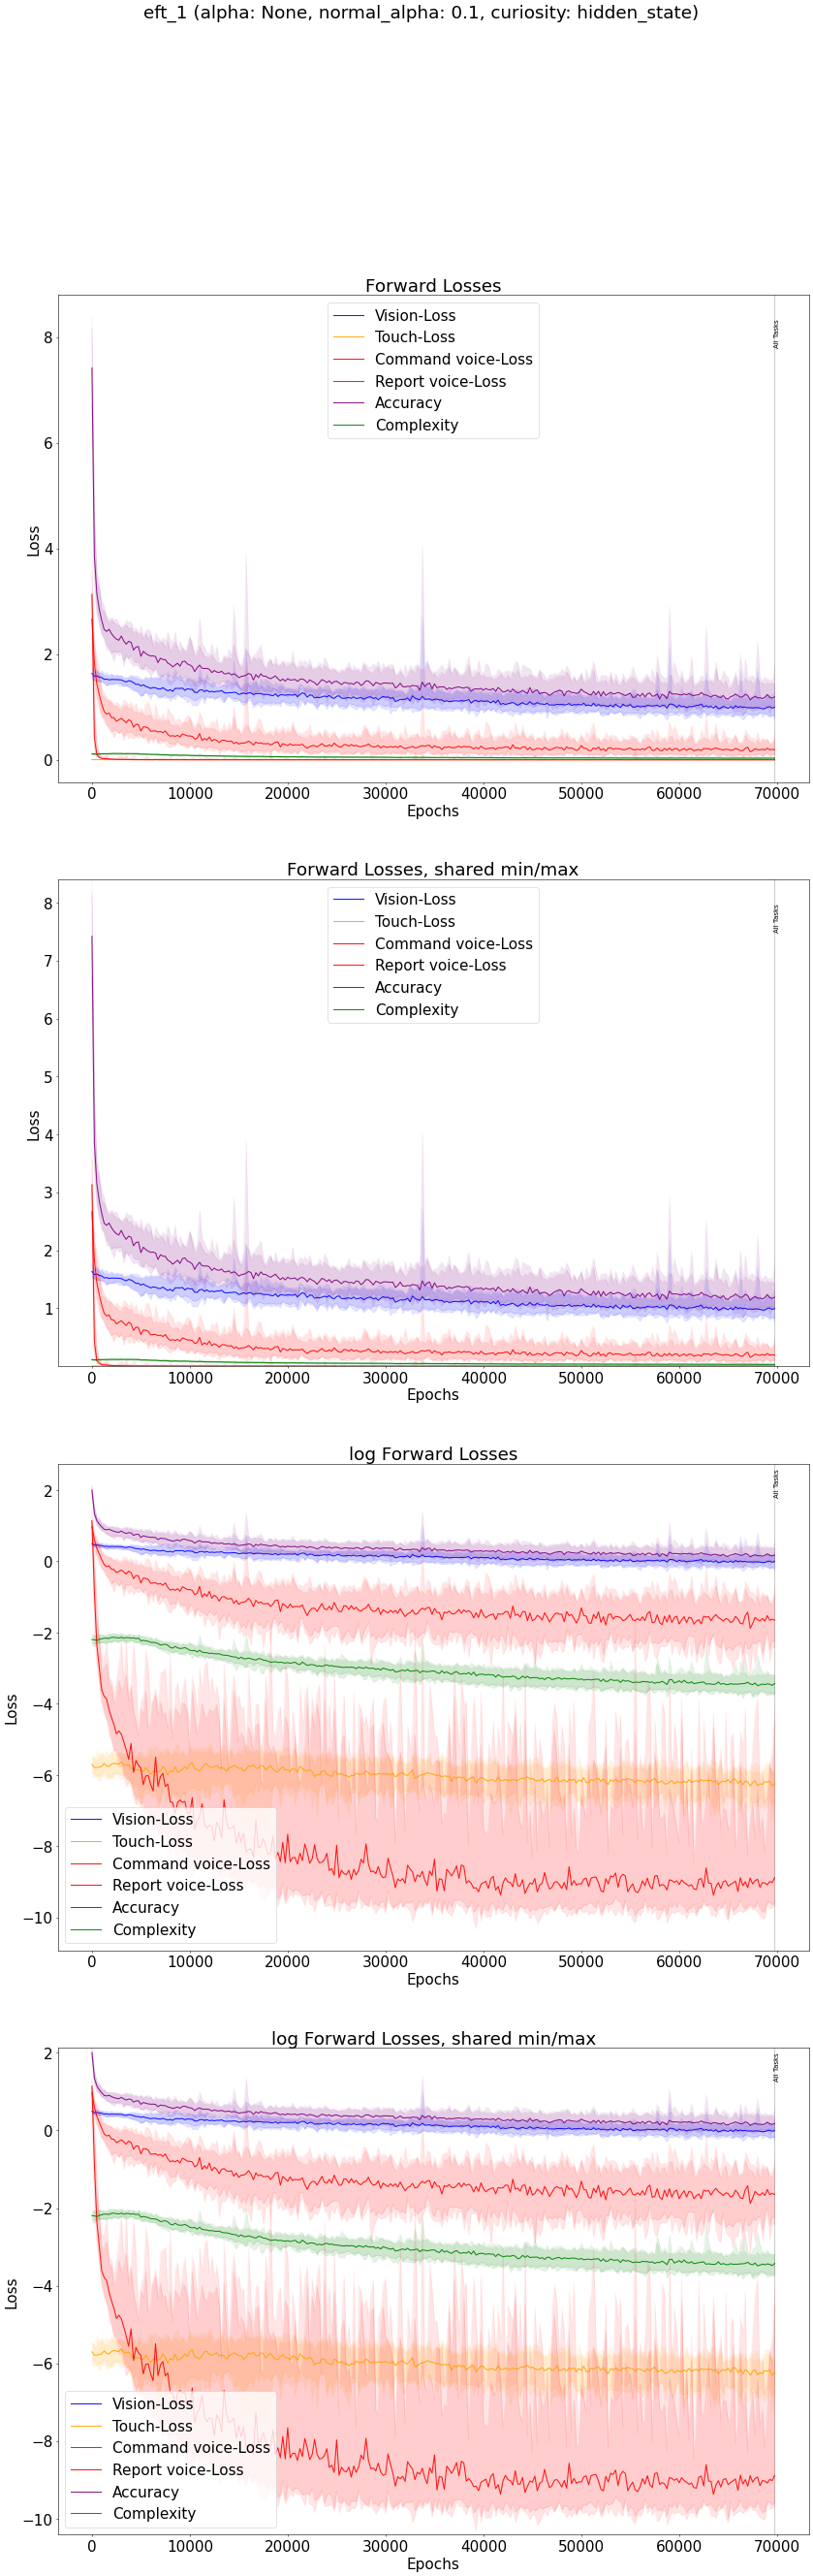 eft_1 (alpha: None, normal_alpha: 0.1, curiosity: hidden_state)
Forward Losses
Vision-Loss
Touch-Loss
Command voice-Loss
Report voice-Loss
Accuracy
Complexity
All Tasks
8
6
4
2
0
Loss
0 10000 20000 30000 40000 50000 60000 70000
Epochs
Forward Losses, shared min/max
Vision-Loss
Touch-Loss
Command voice-Loss
Report voice-Loss
Accuracy
Complexity
All Tasks
8
7
6
5
4
3
2
1
Loss
0 10000 20000 30000 40000 50000 60000 70000
Epochs
log Forward Losses
All Tasks
2
0
−2
−4
−6
−8
−10
Loss
Vision-Loss
Touch-Loss
Command voice-Loss
Report voice-Loss
Accuracy
Complexity
0 10000 20000 30000 40000 50000 60000 70000
Epochs
log Forward Losses, shared min/max
All Tasks
2
0
−2
−4
−6
−8
−10
Loss
Vision-Loss
Touch-Loss
Command voice-Loss
Report voice-Loss
Accuracy
Complexity
0 10000 20000 30000 40000 50000 60000 70000
Epochs